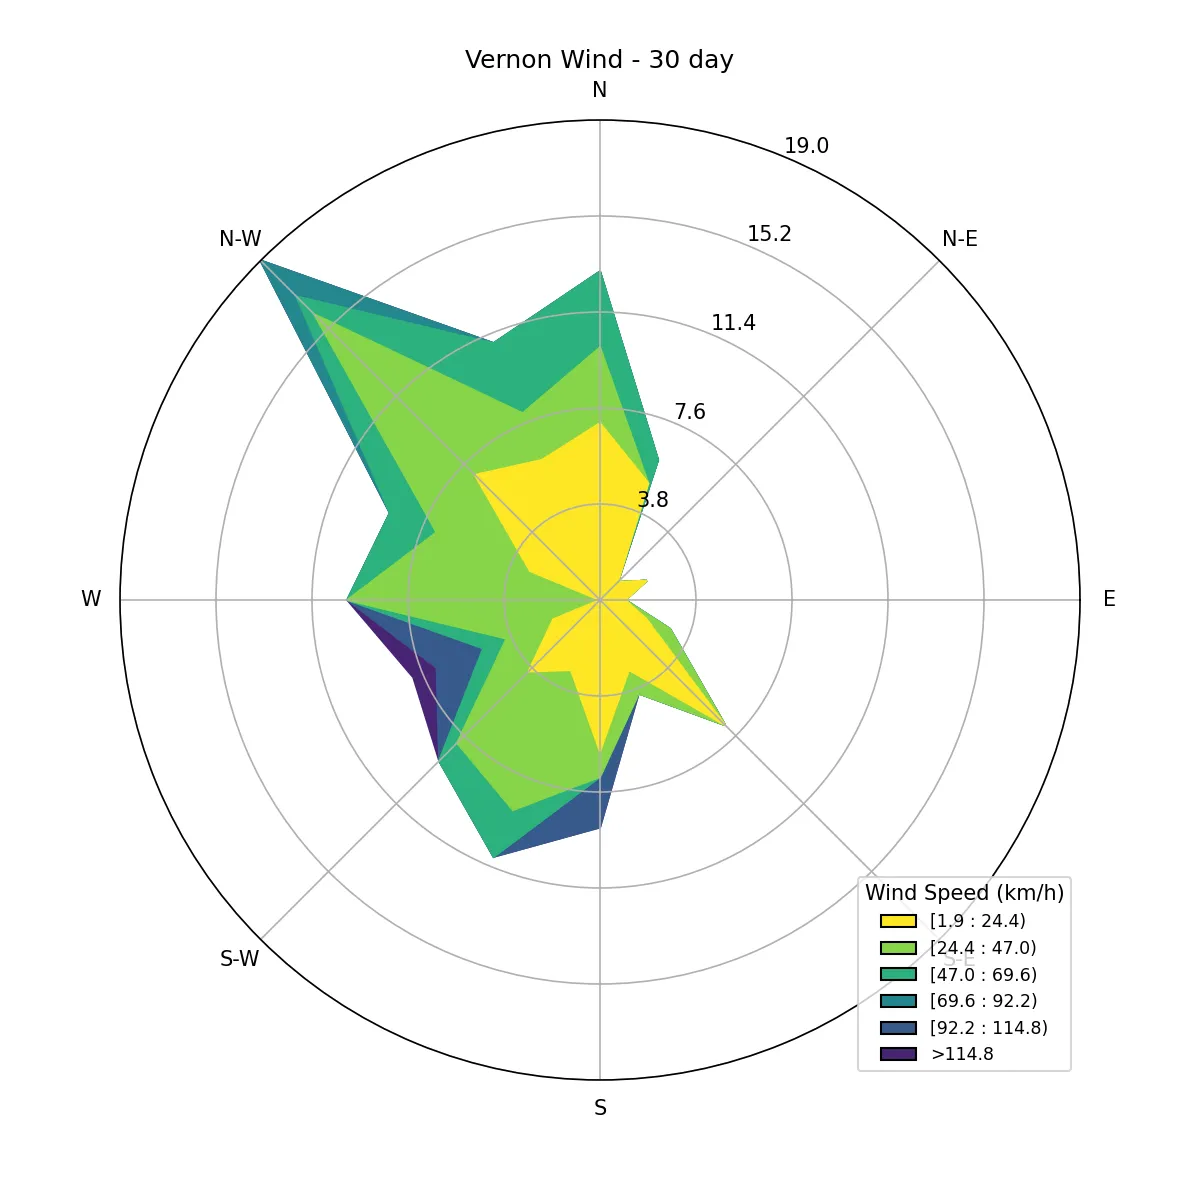 Vernon Wind - 30 day
N
19.0
15.2
N-W
N-E
11.4
7.6
3.8
W
E
Wind Speed (km/h)
[1.9 : 24.4)
[24.4 : 47.0)
S-W
S-E
[47.0 : 69.6)
[69.6 : 92.2)
[92.2 : 114.8)
>114.8
S